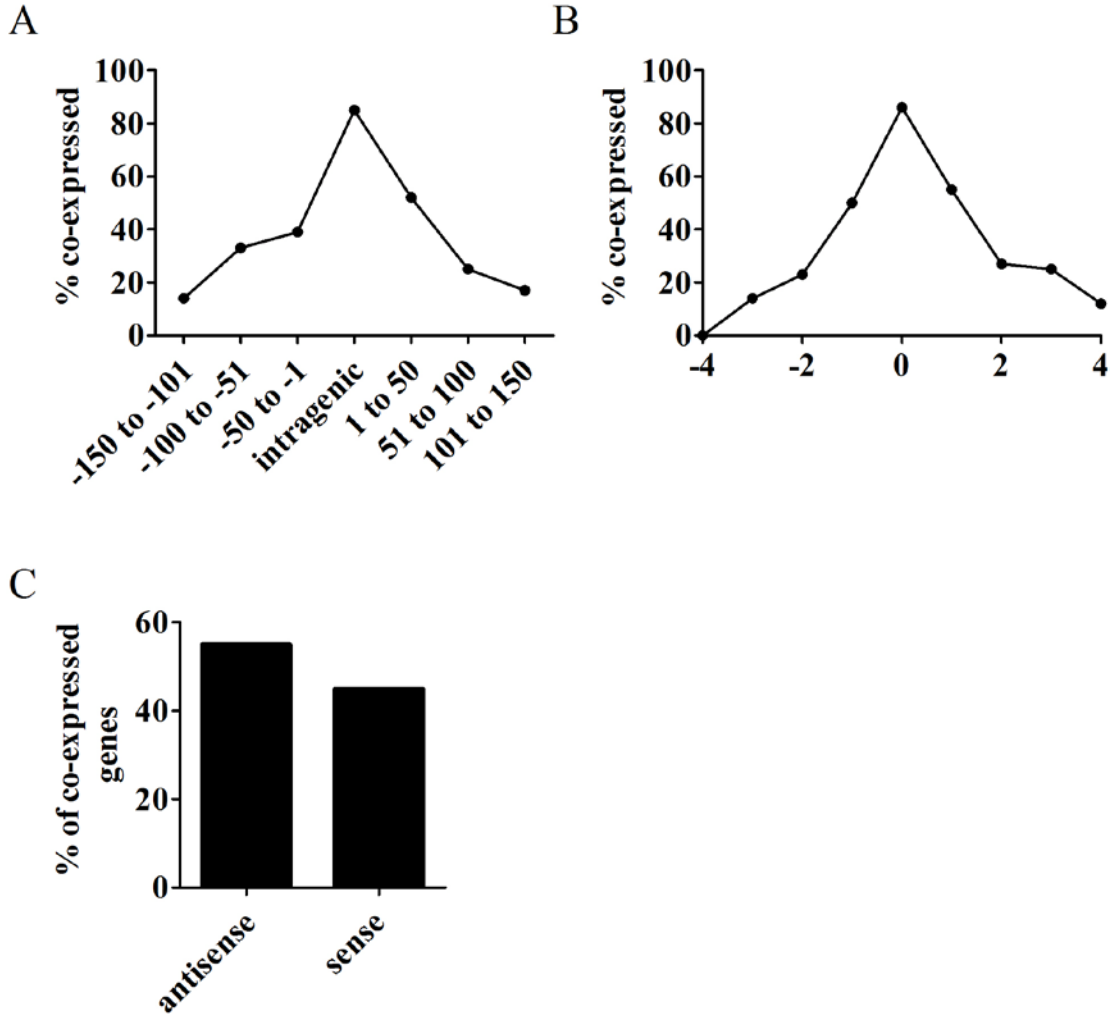 A
% co-expressed
100
80
60
40
20
0
-150 to -101
-100 to -51
-50 to -1
intragenic
1 to 50
51 to 100
101 to 150
B
% co-expressed
100
80
60
40
20
0
-4
-2
0
2
4
C
% of co-expressed
genes
60
40
20
0
antisense
sense